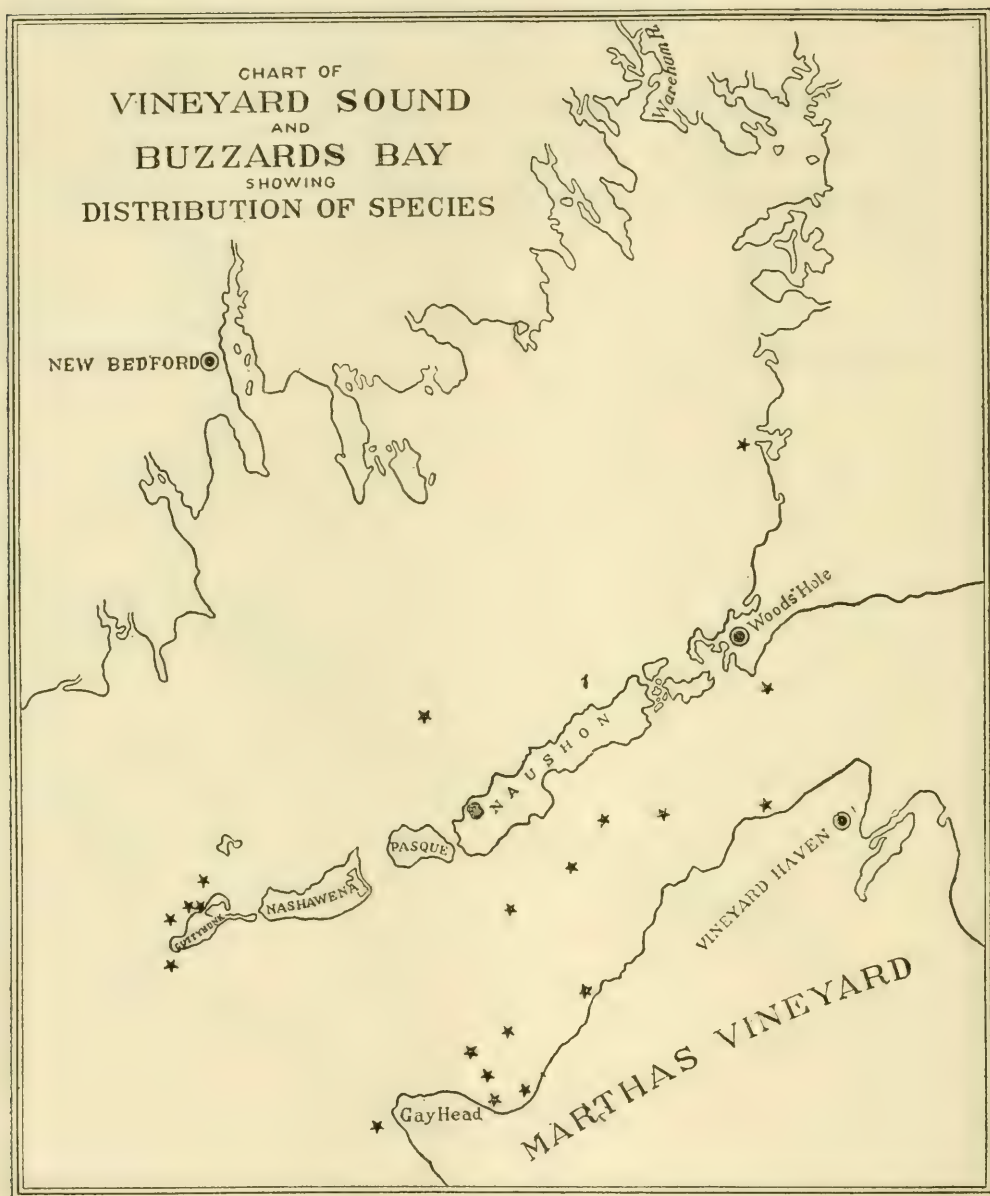 CHART OF
VINEYARD SOUND
AND
BUZZARDS BAY
SHOWING
DISTRIBUTION OF SPECIES
Wareham R.
NEW BEDFORD
Woods Hole
NAUSHON
PASQUE
NASHAWENA
CUTTYHUNK
VINEYARD HAVEN
MARTHAS VINEYARD
Gay Head